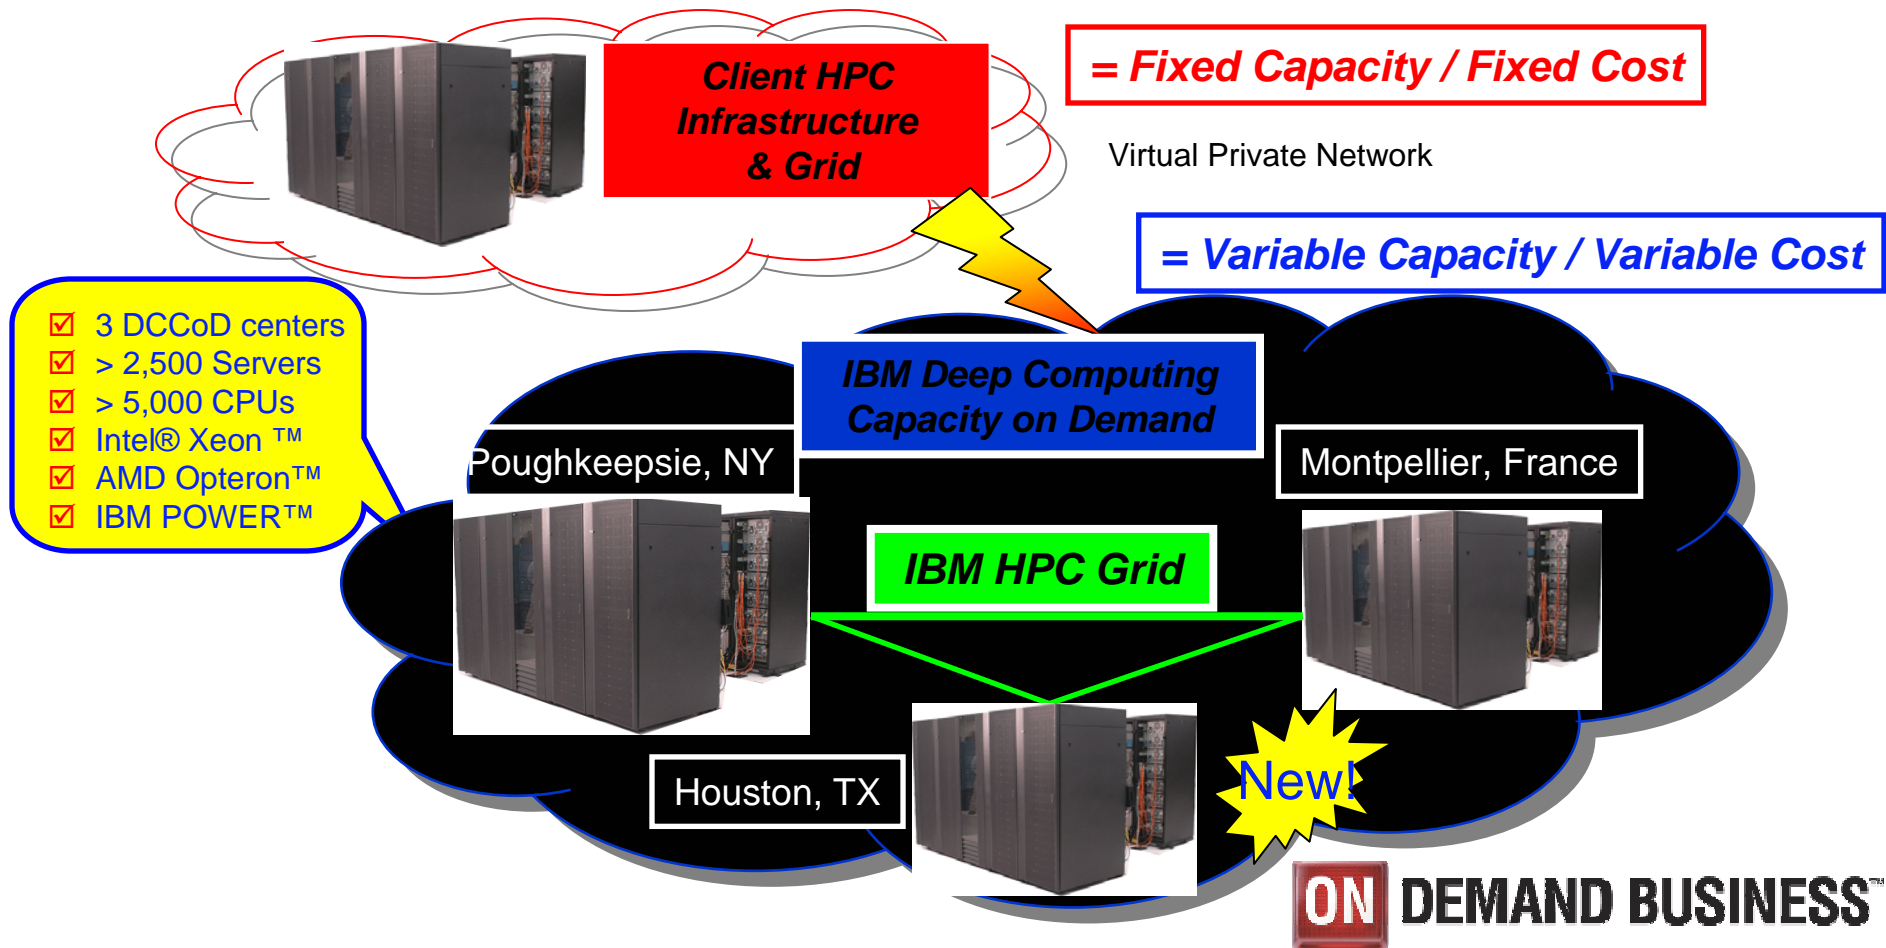 Client HPC
Infrastructure
& Grid
= Fixed Capacity / Fixed Cost
Virtual Private Network
= Variable Capacity / Variable Cost
3 DCCoD centers
> 2,500 Servers
> 5,000 CPUs
Intel® Xeon ™
AMD Opteron™
IBM POWER™
IBM Deep Computing
Capacity on Demand
Poughkeepsie, NY
Montpellier, France
IBM HPC Grid
Houston, TX
New!
ON DEMAND BUSINESS™